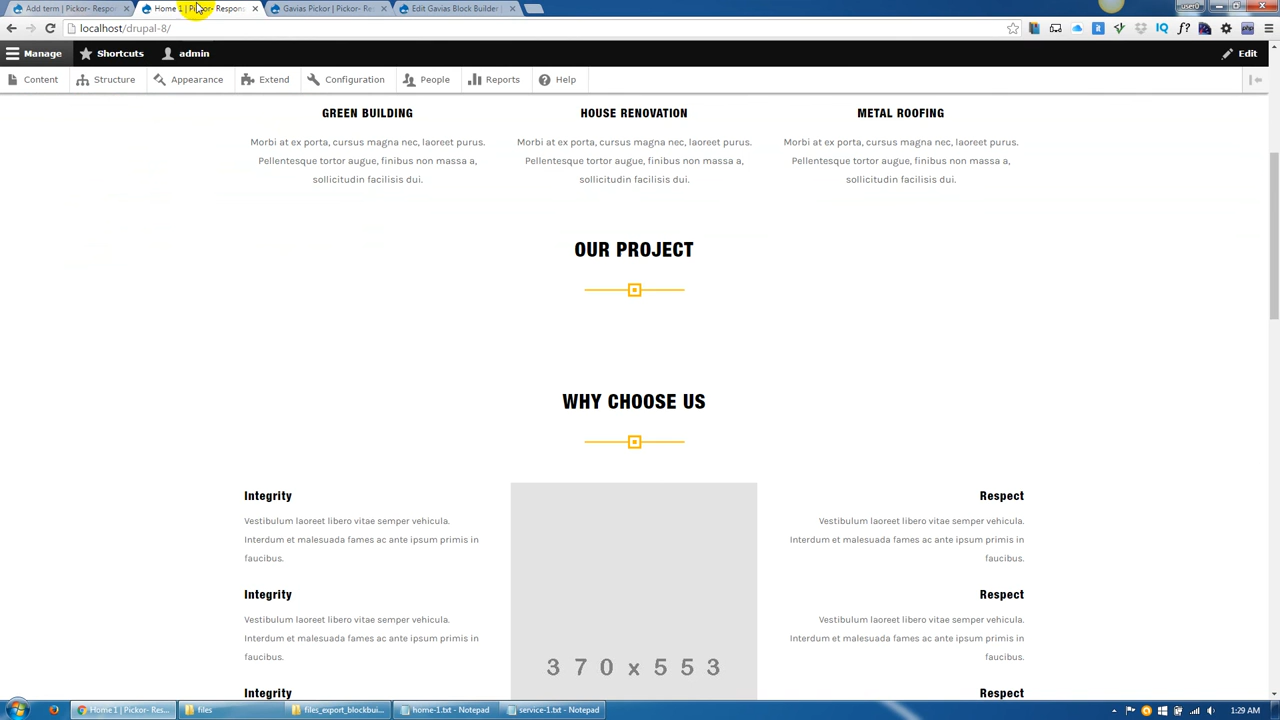 Add term | Pickor- Respon
Home 1 | Pickor- Respons
Gavias Pickor | Pickor- Res
Edit Gavias Block Builder |
user0
localhost/drupal-8/
Manage
Shortcuts
admin
Edit
Content
Structure
Appearance
Extend
Configuration
People
Reports
Help
GREEN BUILDING
Morbi at ex porta, cursus magna nec, laoreet purus.
Pellentesque tortor augue, finibus non massa a,
sollicitudin facilisis dui.
HOUSE RENOVATION
Morbi at ex porta, cursus magna nec, laoreet purus.
Pellentesque tortor augue, finibus non massa a,
sollicitudin facilisis dui.
METAL ROOFING
Morbi at ex porta, cursus magna nec, laoreet purus.
Pellentesque tortor augue, finibus non massa a,
sollicitudin facilisis dui.
OUR PROJECT
WHY CHOOSE US
Integrity
Vestibulum laoreet libero vitae semper vehicula.
Interdum et malesuada fames ac ante ipsum primis in
faucibus.
Integrity
Vestibulum laoreet libero vitae semper vehicula.
Interdum et malesuada fames ac ante ipsum primis in
faucibus.
Integrity
370x553
Respect
Vestibulum laoreet libero vitae semper vehicula.
Interdum et malesuada fames ac ante ipsum primis in
faucibus.
Respect
Vestibulum laoreet libero vitae semper vehicula.
Interdum et malesuada fames ac ante ipsum primis in
faucibus.
Respect
Home 1 | Pickor- Res...
files
files_export_blockbui...
home-1.txt - Notepad
service-1.txt - Notepad
1:29 AM